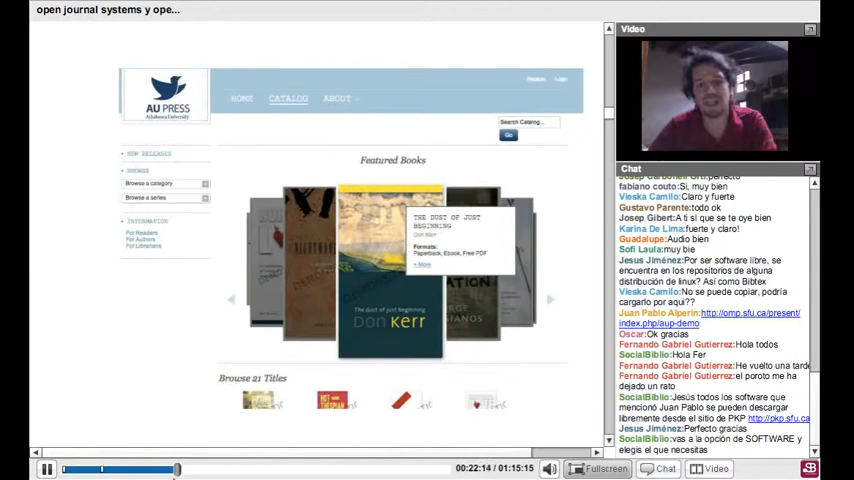 open journal systems y ope...
Video
AU PRESS
Athabasca University
HOME CATALOG ABOUT
Register Login
Search Catalog...
Go
NEW RELEASES
BROWSE
Browse a category
Browse a series
INFORMATION
For Readers
For Authors
For Librarians
Featured Books
THE DUST OF JUST
BEGINNING
Don Kerr
Formats:
Paperback, Ebook, Free PDF
+ More
The dust of just beginning
DON KERR
Browse 21 Titles
Chat
fabiano couto:Si, muy bien
Vieska Camilo:Claro y fuerte
Gustavo Parente:todo ok
Josep Gibert:A ti sí que se te oye bien
Karina De Lima:fuerte y claro!
Guadalupe:Audio bien
Sofi Laula:muy bie
Jesus Jiménez:Por ser software libre, se
encuentra en los repositorios de alguna
distribución de linux? Así como Bibtex
Vieska Camilo:No se puede copiar, podría
cargarlo por aqui??
Juan Pablo Alperin:http://omp.sfu.ca/present/
index.php/aup-demo
Oscar:Ok gracias
Fernando Gabriel Gutierrez:Hola todos
SocialBiblio:Hola Fer
Fernando Gabriel Gutierrez:He vuelto una tarde
Fernando Gabriel Gutierrez:el poroto me ha
dejado un rato
SocialBiblio:Jesús todos los software que
mencionó Juan Pablo se pueden descargar
libremente desde el sitio de PKP http://pkp.sfu.ca
Jesus Jiménez:Perfecto gracias
SocialBiblio:vas a la opción de SOFTWARE y
elegis el que necesitas
00:22:14 / 01:15:15
Fullscreen
Chat
Video
SB